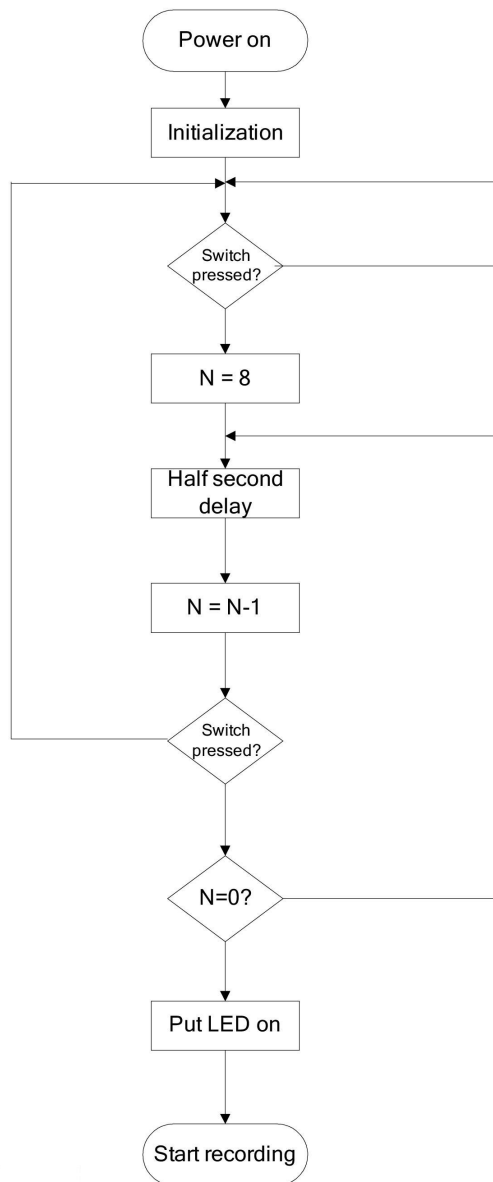 Power on
Initialization
Switch
pressed?
N = 8
Half second
delay
N = N-1
Switch
pressed?
N=0?
Put LED on
Start recording